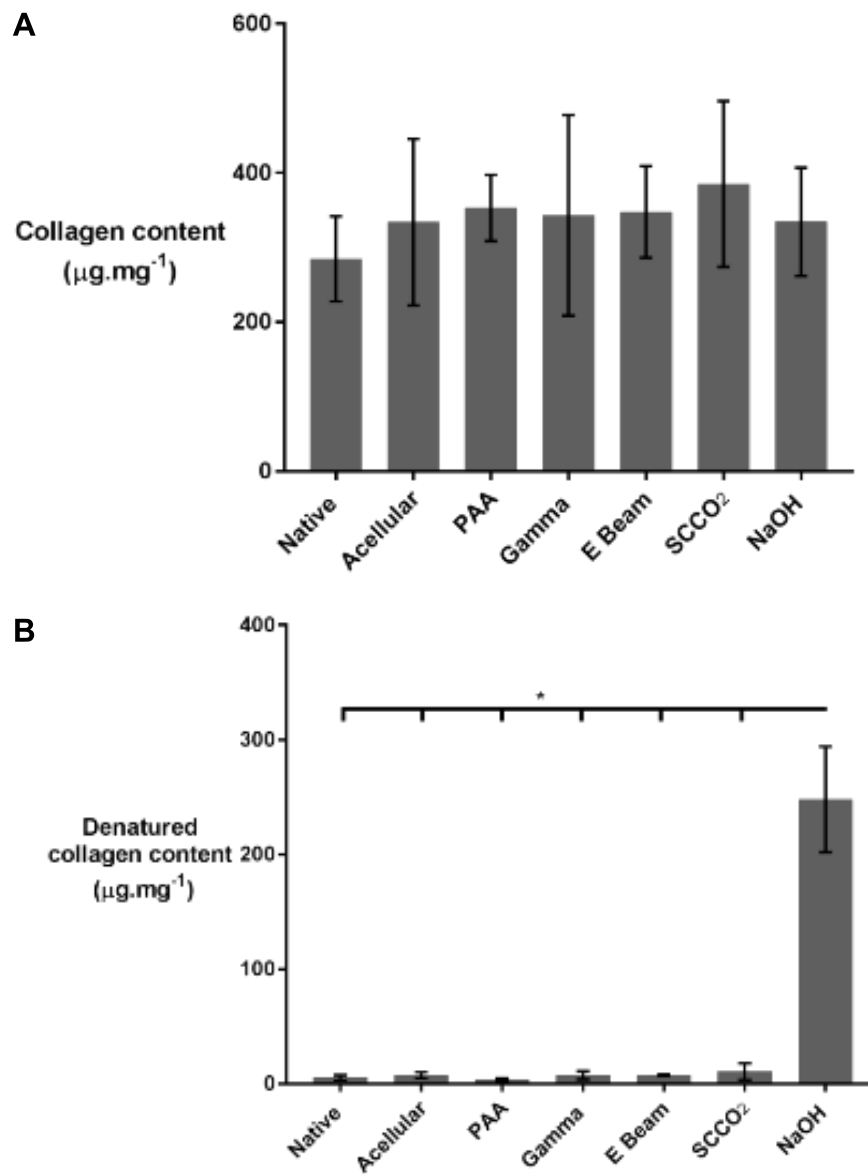 A
600
400
200
0
Collagen content
(μg.mg⁻¹)
Native
Acellular
PAA
Gamma
E Beam
SCCO₂
NaOH
B
400
300
200
100
0
Denatured
collagen content
(μg.mg⁻¹)
*
Native
Acellular
PAA
Gamma
E Beam
SCCO₂
NaOH